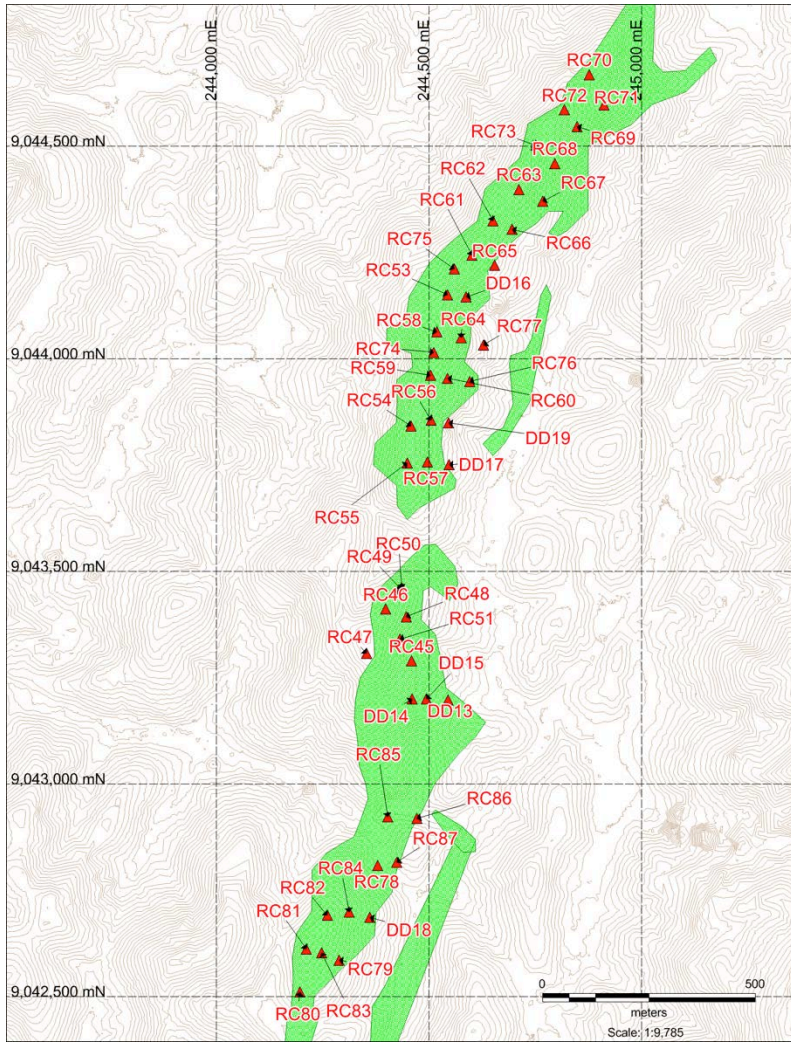 244,000 mE
244,500 mE
245,000 mE
RC70
RC72
RC71
9,044,500 mN
RC73
RC69
RC68
RC62
RC63
RC67
RC61
RC66
RC75
RC65
RC53
DD16
RC58
RC64
RC77
9,044,000 mN
RC74
RC59
RC76
RC56
RC60
RC54
DD19
RC57
DD17
RC55
9,043,500 mN
RC50
RC49
RC46
RC48
RC51
RC47
RC45
DD15
DD14
DD13
RC85
9,043,000 mN
RC86
RC87
RC84
RC78
RC82
RC81
DD18
RC79
9,042,500 mN
RC80
RC83
0
500
meters
Scale: 1:9,785